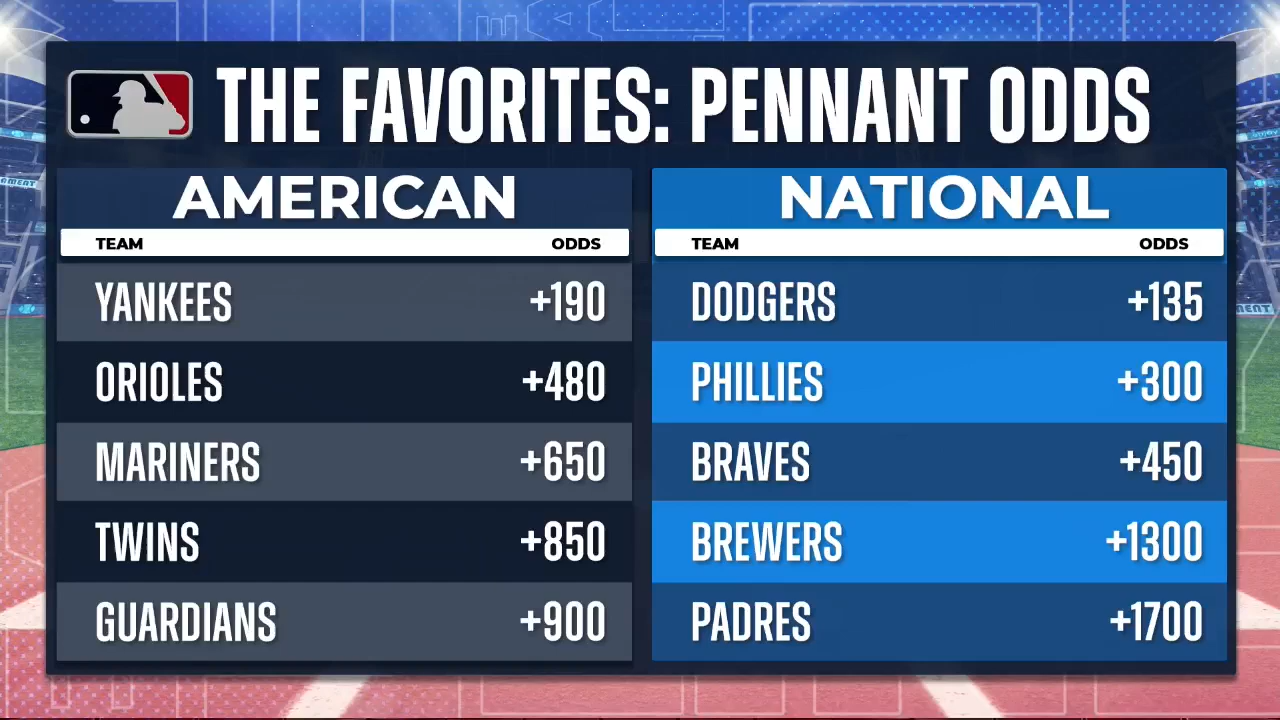 THE FAVORITES: PENNANT ODDS
AMERICAN
TEAM ODDS
YANKEES +190
ORIOLES +480
MARINERS +650
TWINS +850
GUARDIANS +900
NATIONAL
TEAM ODDS
DODGERS +135
PHILLIES +300
BRAVES +450
BREWERS +1300
PADRES +1700